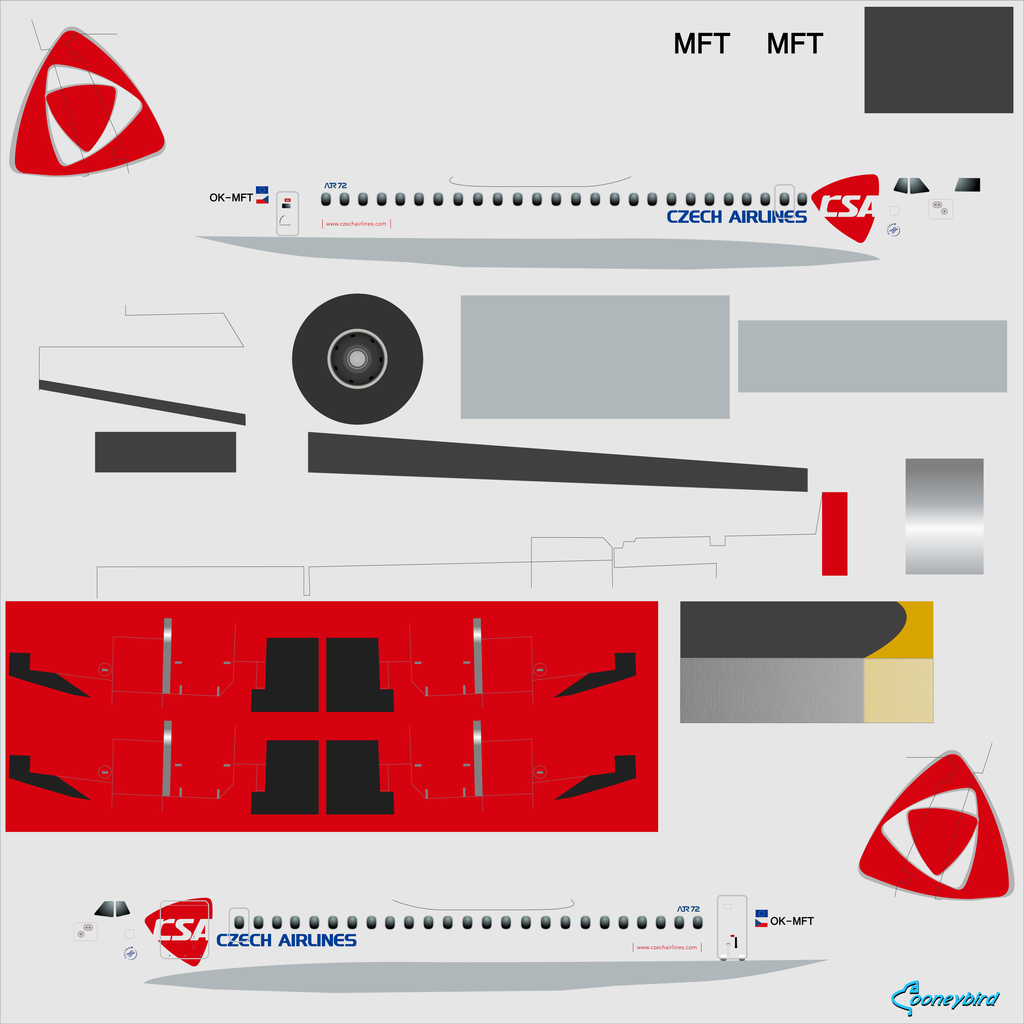 MFT MFT
ATR 72
OK-MFT
CSA
CZECH AIRLINES
www.czechairlines.com
CSA
ATR 72
OK-MFT
CZECH AIRLINES
www.czechairlines.com
Cooneybird